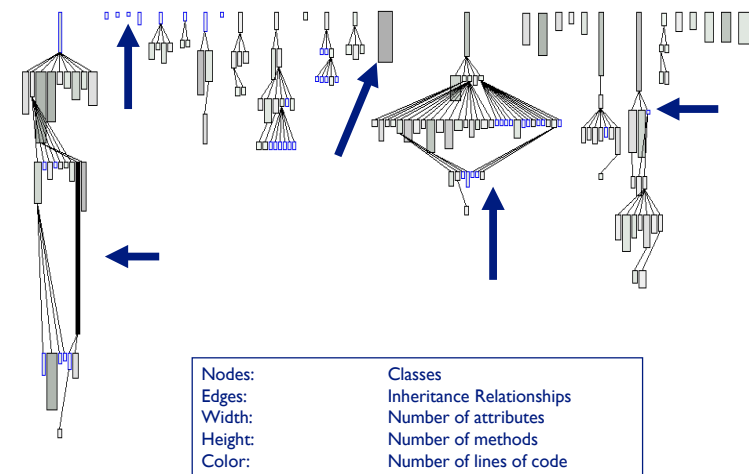 Nodes: Classes
Edges: Inheritance Relationships
Width: Number of attributes
Height: Number of methods
Color: Number of lines of code